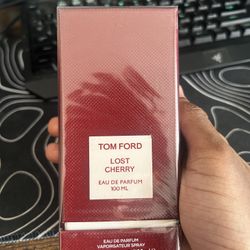 TOM FORD
LOST
CHERRY
EAU DE PARFUM
100 ML
EAU DE PARFUM
VAPORISATEUR SPRAY